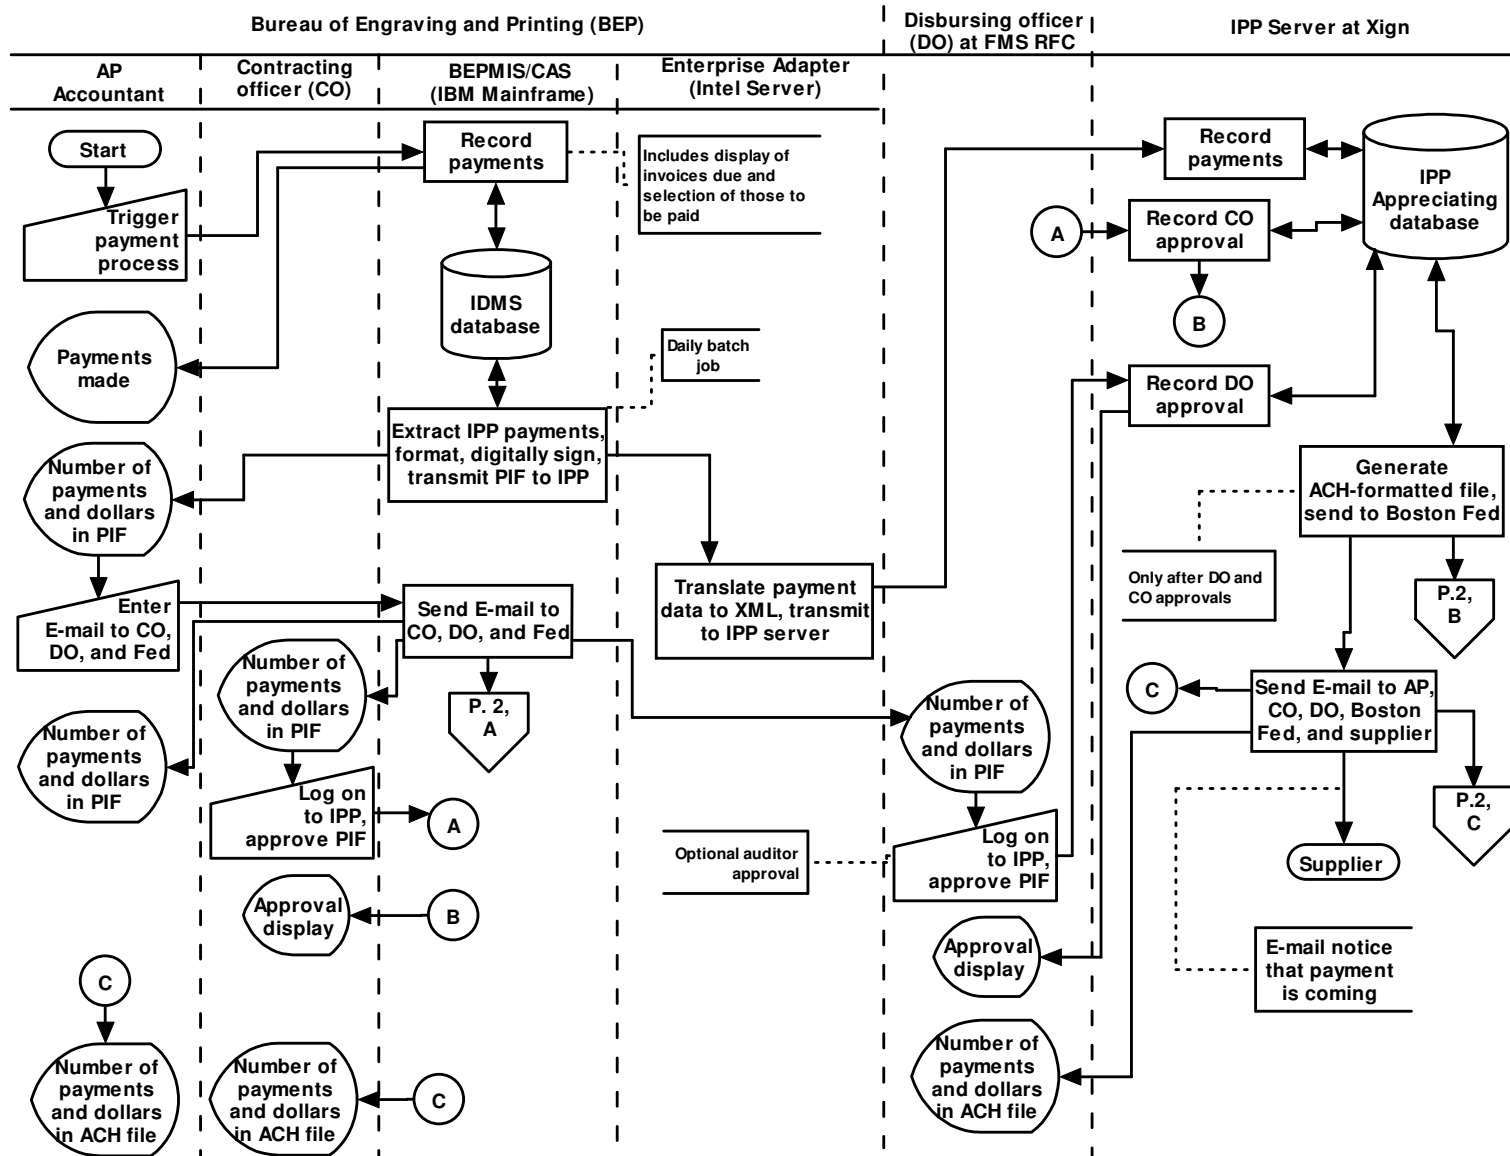 Bureau of Engraving and Printing (BEP)
Disbursing officer
(DO) at FMS RFC
IPP Server at Xign
AP
Accountant
Contracting
officer (CO)
BEPMIS/CAS
(IBM Mainframe)
Enterprise Adapter
(Intel Server)
Start
Trigger
payment
process
Record
payments
Includes display of
invoices due and
selection of those to
be paid
Record
payments
IPP
Appreciating
database
A
Record CO
approval
B
IDMS
database
Payments
made
Daily batch
job
Record DO
approval
Extract IPP payments,
format, digitally sign,
transmit PIF to IPP
Number of
payments
and dollars
in PIF
Generate
ACH-formatted file,
send to Boston Fed
Only after DO and
CO approvals
P.2,
B
Translate payment
data to XML, transmit
to IPP server
Enter
E-mail to CO,
DO, and Fed
Send E-mail to
CO, DO, and Fed
Number of
payments
and dollars
in PIF
P. 2,
A
C
Send E-mail to AP,
CO, DO, Boston
Fed, and supplier
Number of
payments
and dollars
in PIF
Number of
payments
and dollars
in PIF
Log on
to IPP,
approve PIF
A
P.2,
C
Optional auditor
approval
Log on
to IPP,
approve PIF
Supplier
Approval
display
B
Approval
display
E-mail notice
that payment
is coming
C
Number of
payments
and dollars
in ACH file
Number of
payments
and dollars
in ACH file
C
Number of
payments
and dollars
in ACH file